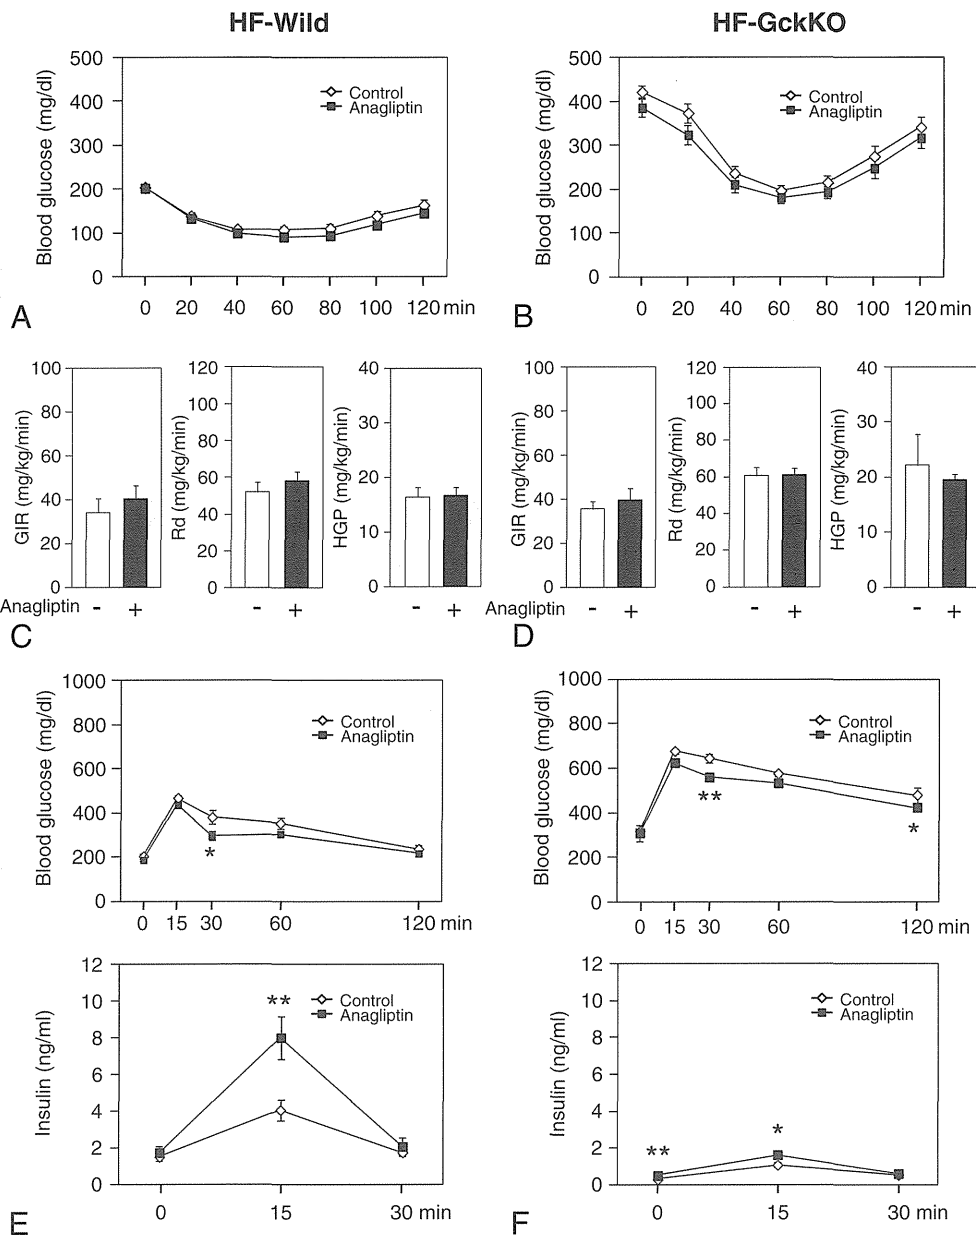 HF-Wild
HF-GckKO
Blood glucose (mg/dl)
500
400
300
200
100
0
Control
Anagliptin
0 20 40 60 80 100 120 min
A
Blood glucose (mg/dl)
500
400
300
200
100
0
Control
Anagliptin
0 20 40 60 80 100 120 min
B
GIR (mg/kg/min)
100
80
60
40
20
0
Rd (mg/kg/min)
120
100
80
60
40
20
0
HGP (mg/kg/min)
40
30
20
10
0
Anagliptin - + - + - +
C
GIR (mg/kg/min)
100
80
60
40
20
0
Rd (mg/kg/min)
120
100
80
60
40
20
0
HGP (mg/kg/min)
40
30
20
10
0
Anagliptin - + - + - +
D
Blood glucose (mg/dl)
1000
800
600
400
200
0
Control
Anagliptin
*
0 15 30 60 120 min
Blood glucose (mg/dl)
1000
800
600
400
200
0
Control
Anagliptin
**
*
0 15 30 60 120 min
Insulin (ng/ml)
12
10
8
6
4
2
0
**
Control
Anagliptin
0 15 30 min
E
Insulin (ng/ml)
12
10
8
6
4
2
0
Control
Anagliptin
**
*
0 15 30 min
F